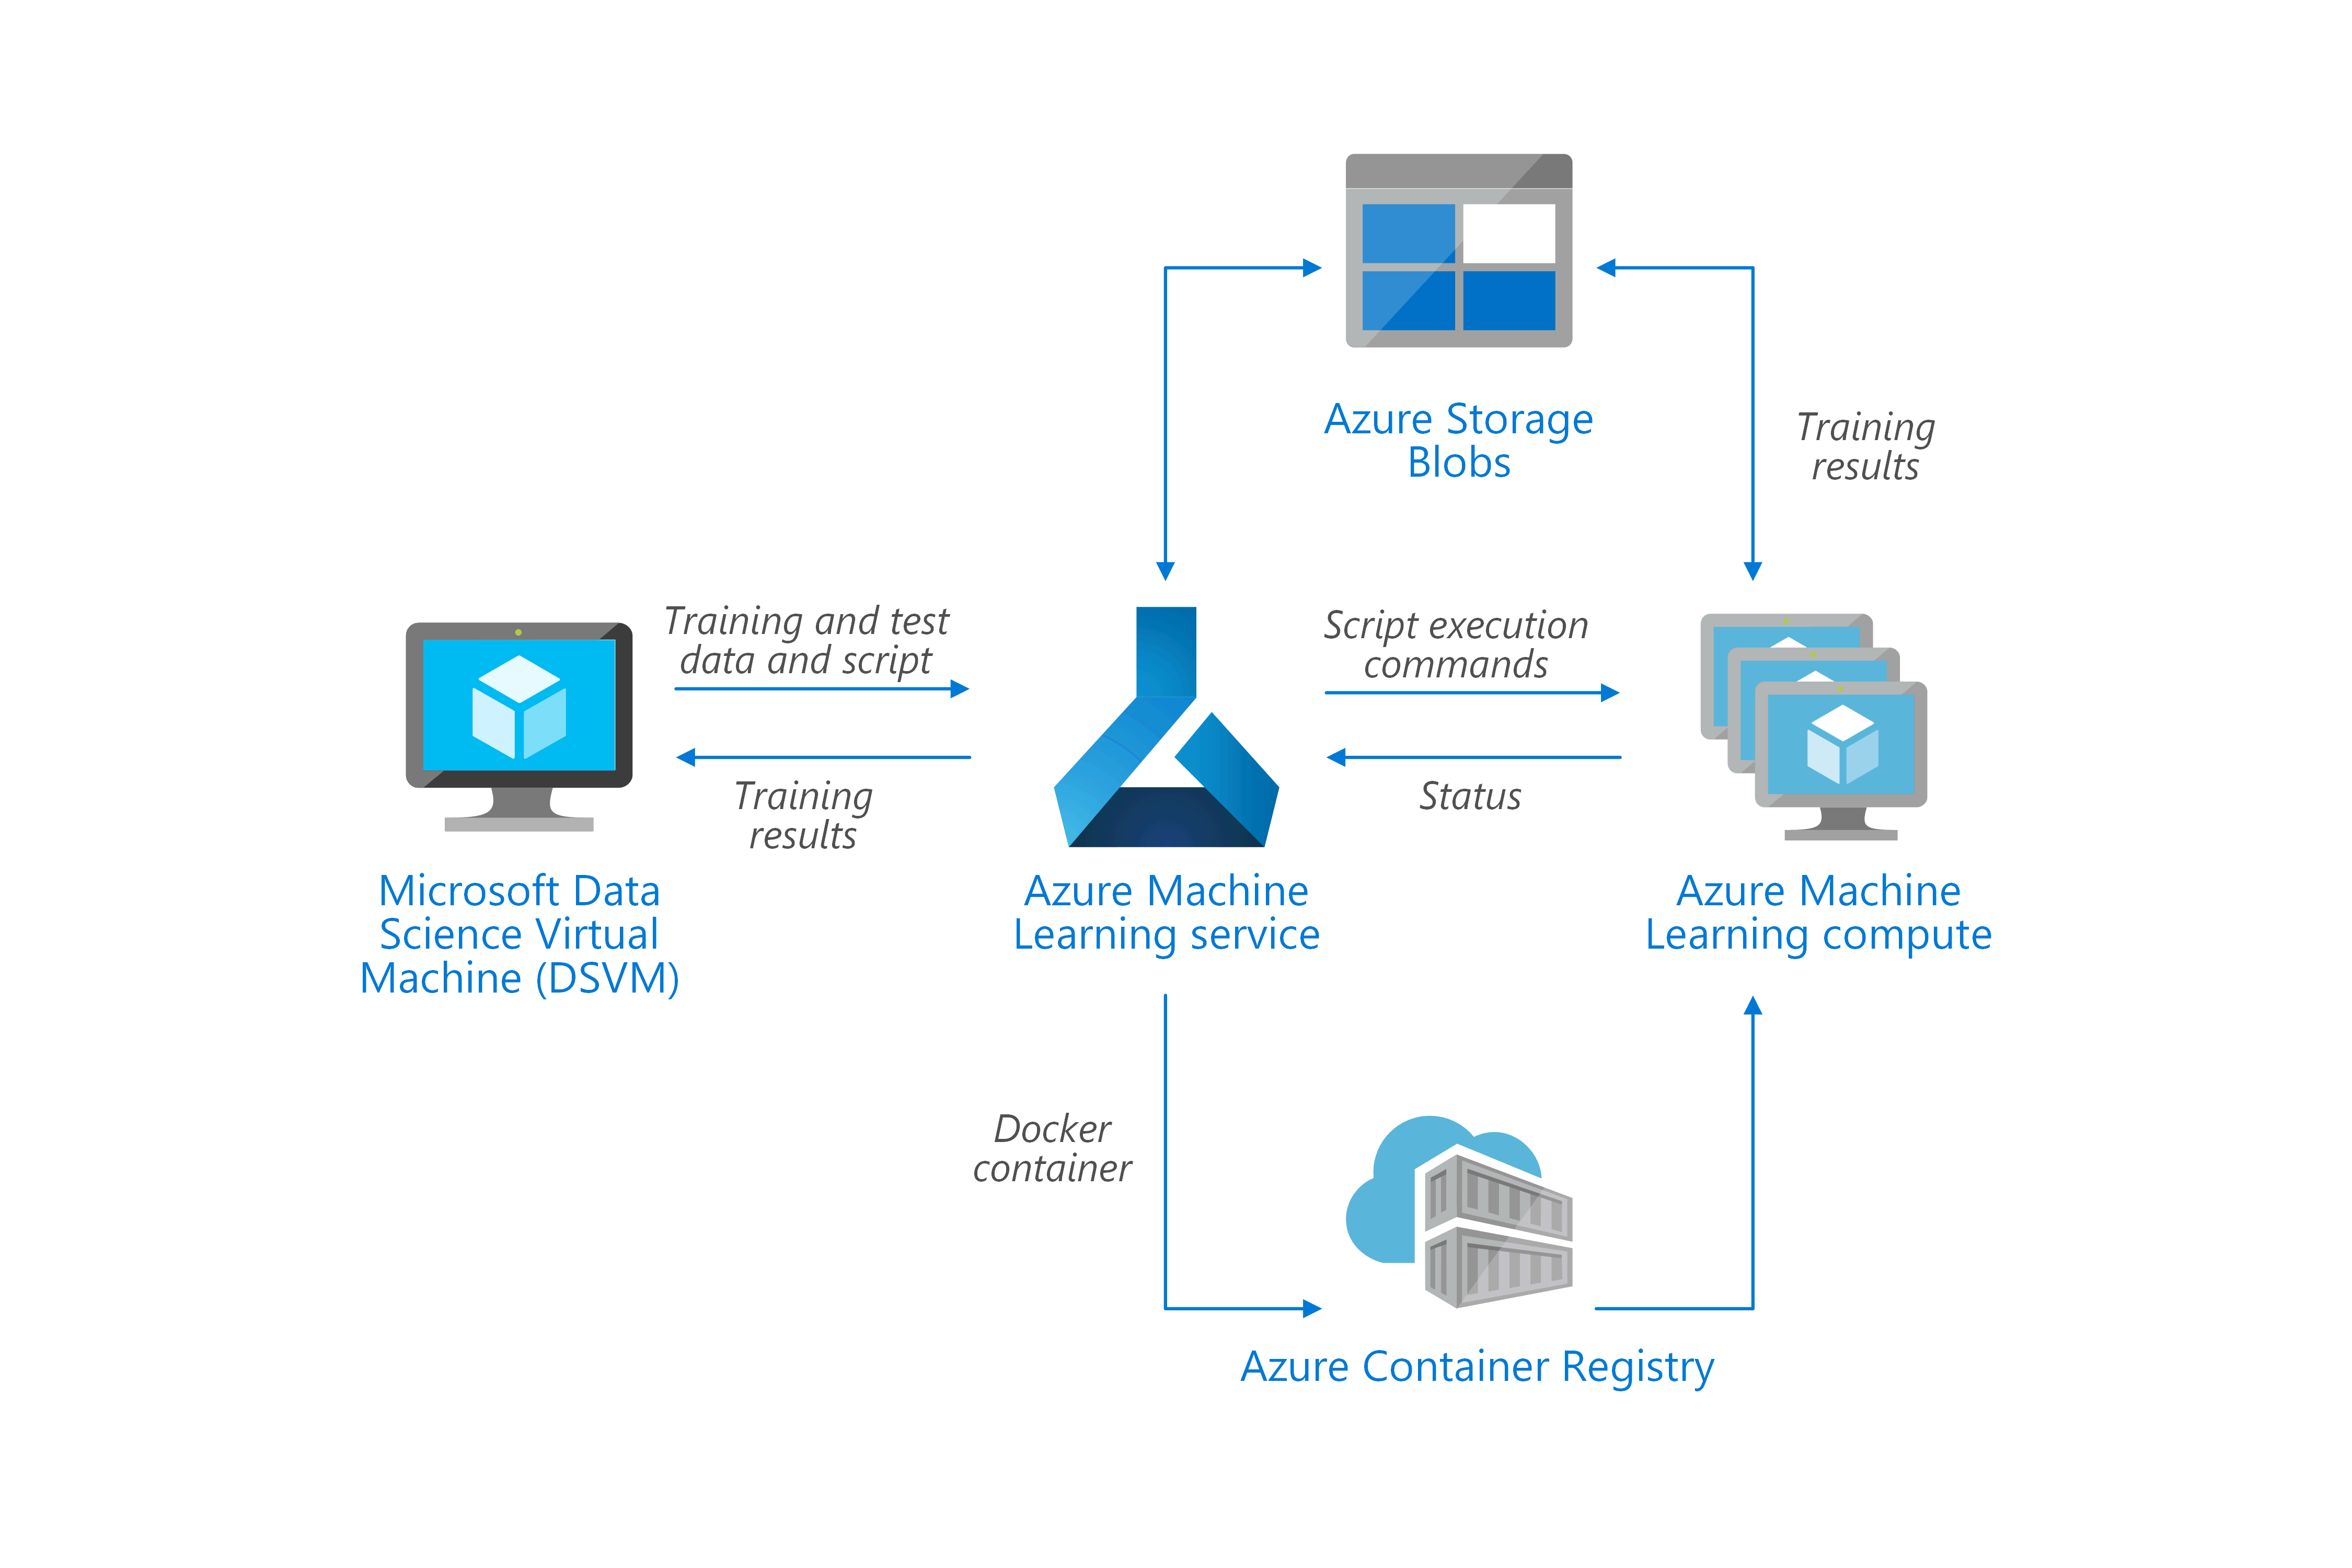 Azure Storage
Blobs
Training
results
Training and test
data and script
Script execution
commands
Training
results
Status
Microsoft Data
Science Virtual
Machine (DSVM)
Azure Machine
Learning service
Azure Machine
Learning compute
Docker
container
Azure Container Registry